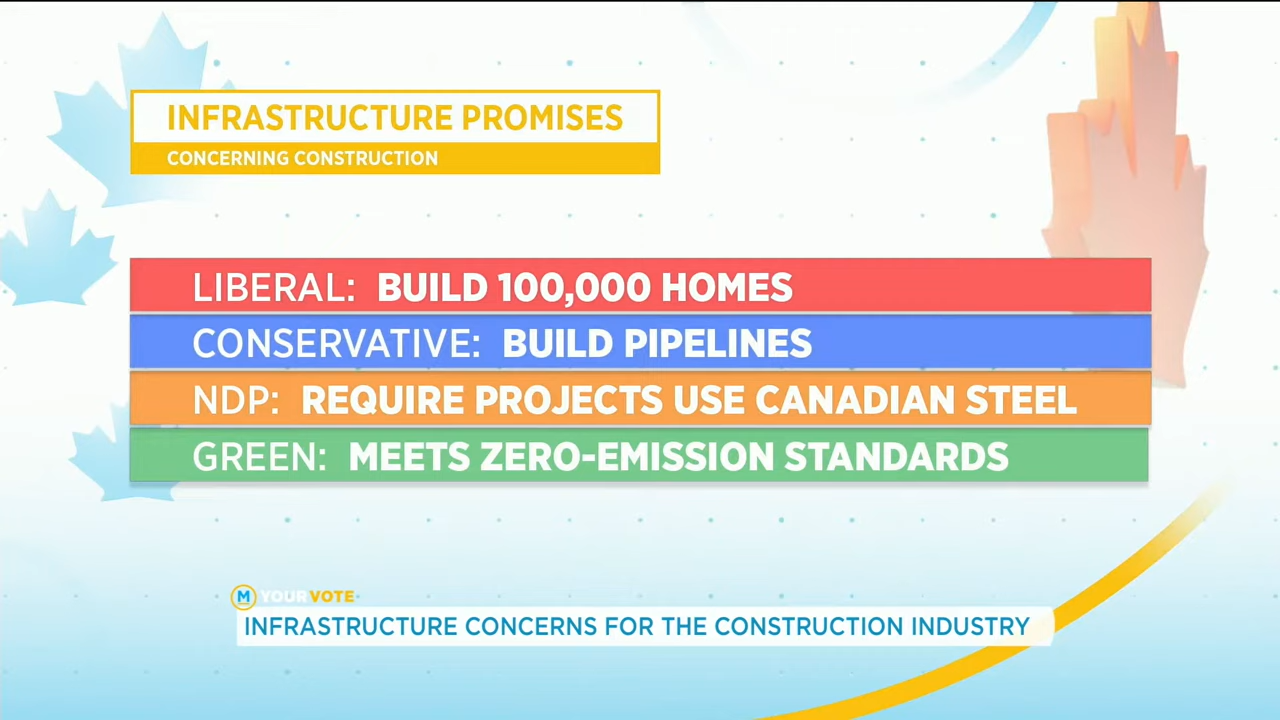 INFRASTRUCTURE PROMISES
CONCERNING CONSTRUCTION
LIBERAL: BUILD 100,000 HOMES
CONSERVATIVE: BUILD PIPELINES
NDP: REQUIRE PROJECTS USE CANADIAN STEEL
GREEN: MEETS ZERO-EMISSION STANDARDS
M YOUR VOTE
INFRASTRUCTURE CONCERNS FOR THE CONSTRUCTION INDUSTRY